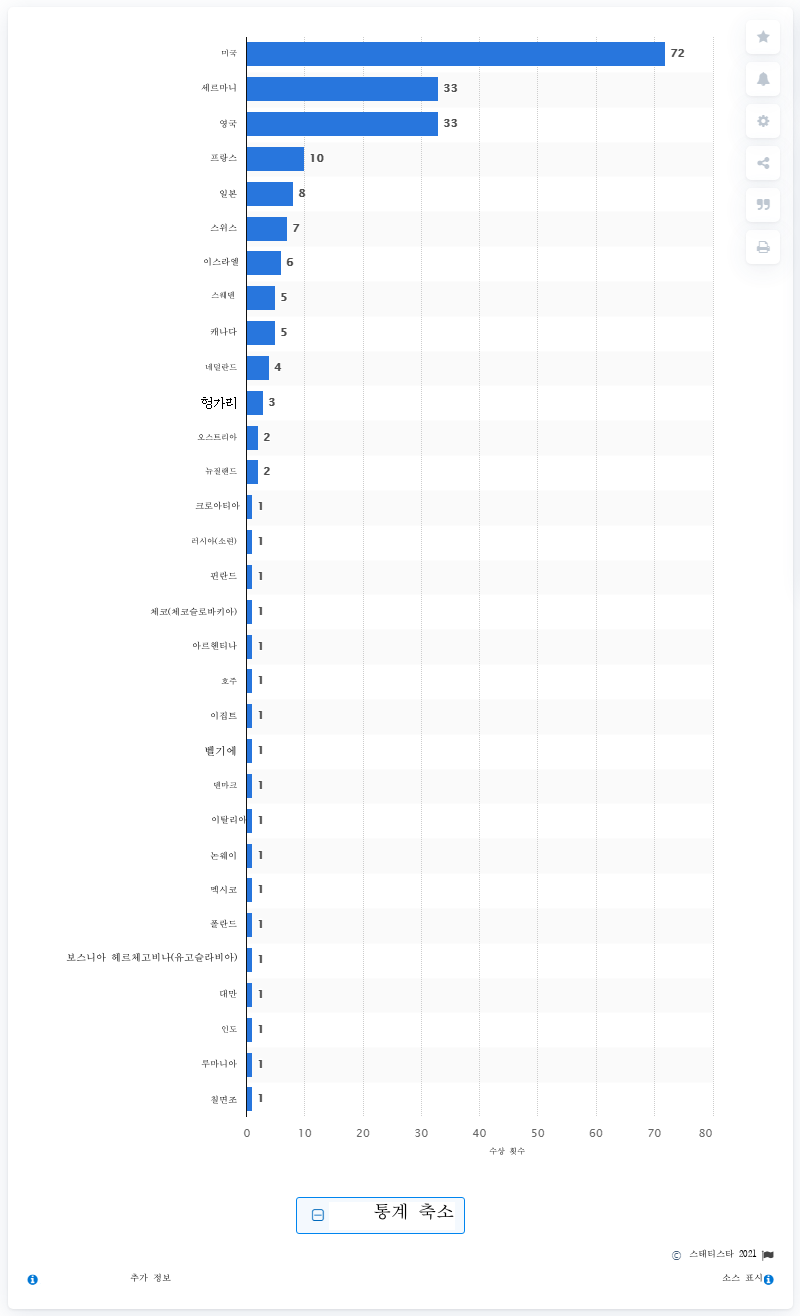 미국 72
세르마니 33
영국 33
프랑스 10
일본 8
스위스 7
이스라엘 6
스웨덴 5
캐나다 5
네덜란드 4
헝가리 3
오스트리아 2
뉴질랜드 2
크로아티아 1
러시아(소련) 1
핀란드 1
체코(체코슬로바키아) 1
아르헨티나 1
호주 1
이집트 1
벨기에 1
덴마크 1
이탈리아 1
논웨이 1
멕시코 1
폴란드 1
보스니아 헤르체고비나(유고슬라비아) 1
대만 1
인도 1
루마니아 1
칠면조 1
0 10 20 30 40 50 60 70 80
수상 횟수
통계 축소
© 스태티스타 2021
추가 정보 소스 표시